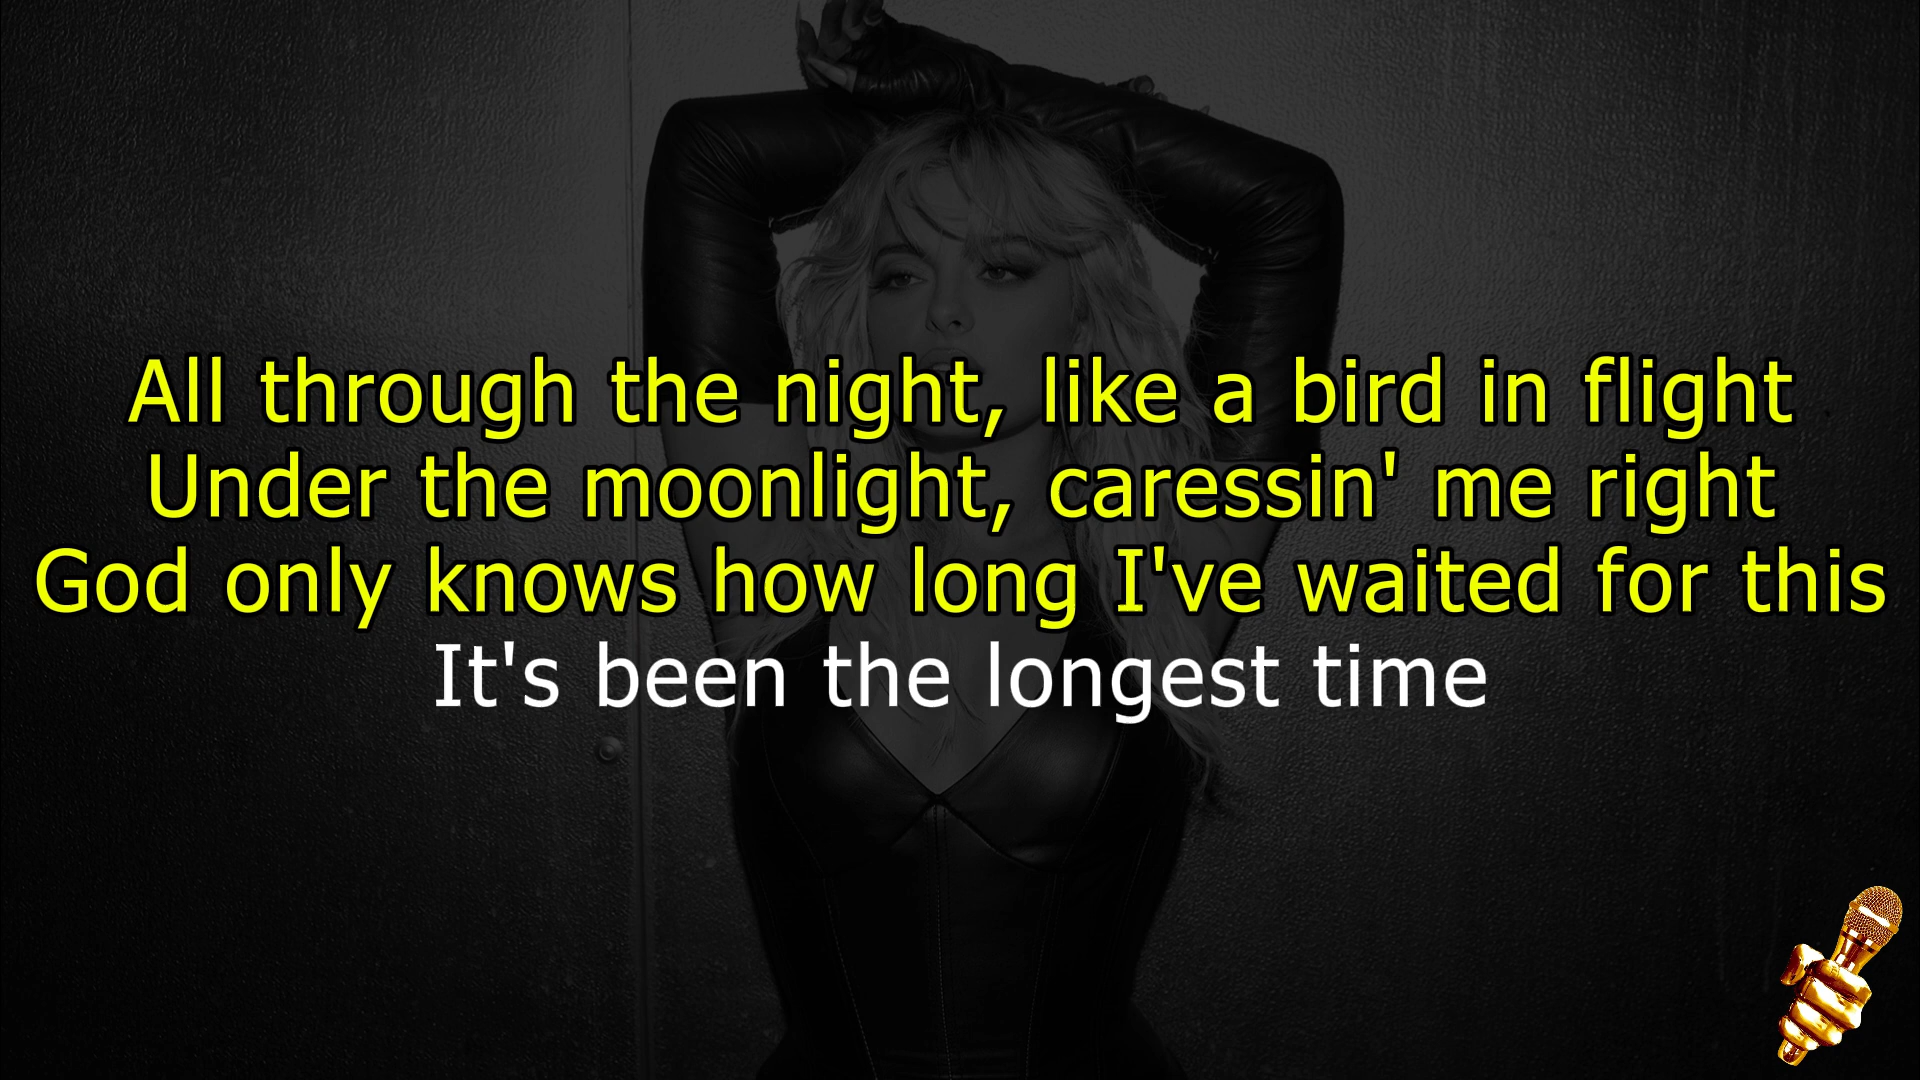 All through the night, like a bird in flight
Under the moonlight, caressin' me right
God only knows how long I've waited for this
It's been the longest time